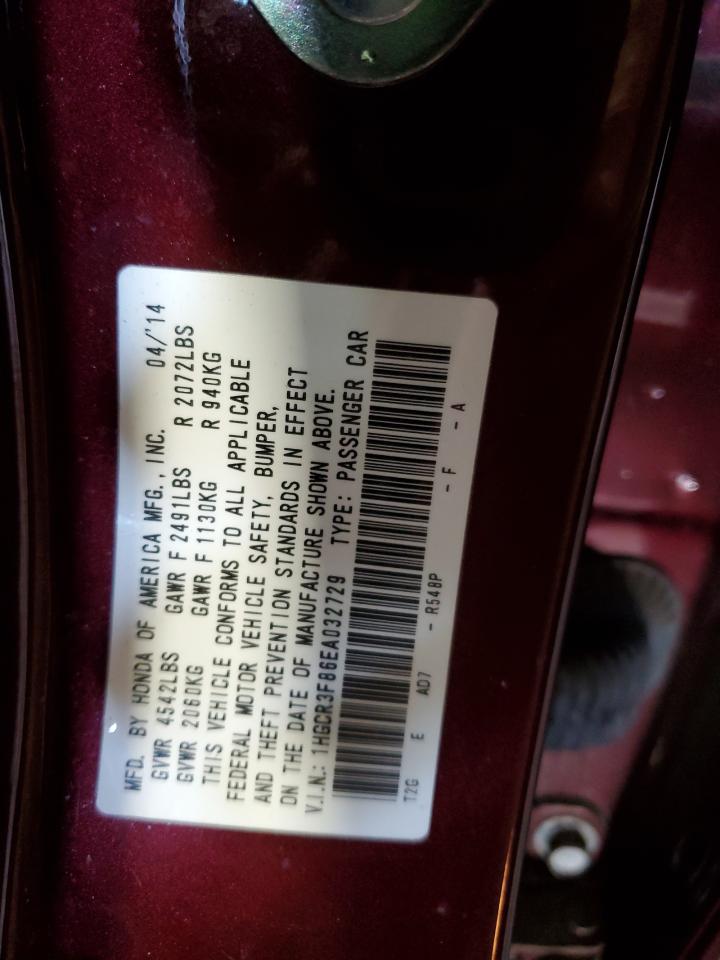 MFD. BY HONDA OF AMERICA MFG., INC. 04/'14
GVWR 4542LBS GAWR F 2491LBS R 2072LBS
GVWR 2060KG GAWR F 1130KG R 940KG
THIS VEHICLE CONFORMS TO ALL APPLICABLE
FEDERAL MOTOR VEHICLE SAFETY, BUMPER,
AND THEFT PREVENTION STANDARDS IN EFFECT
ON THE DATE OF MANUFACTURE SHOWN ABOVE.
V.I.N.: 1HGCR3F86EA032729 TYPE: PASSENGER CAR
T2G E AD7 - R548P - F - A